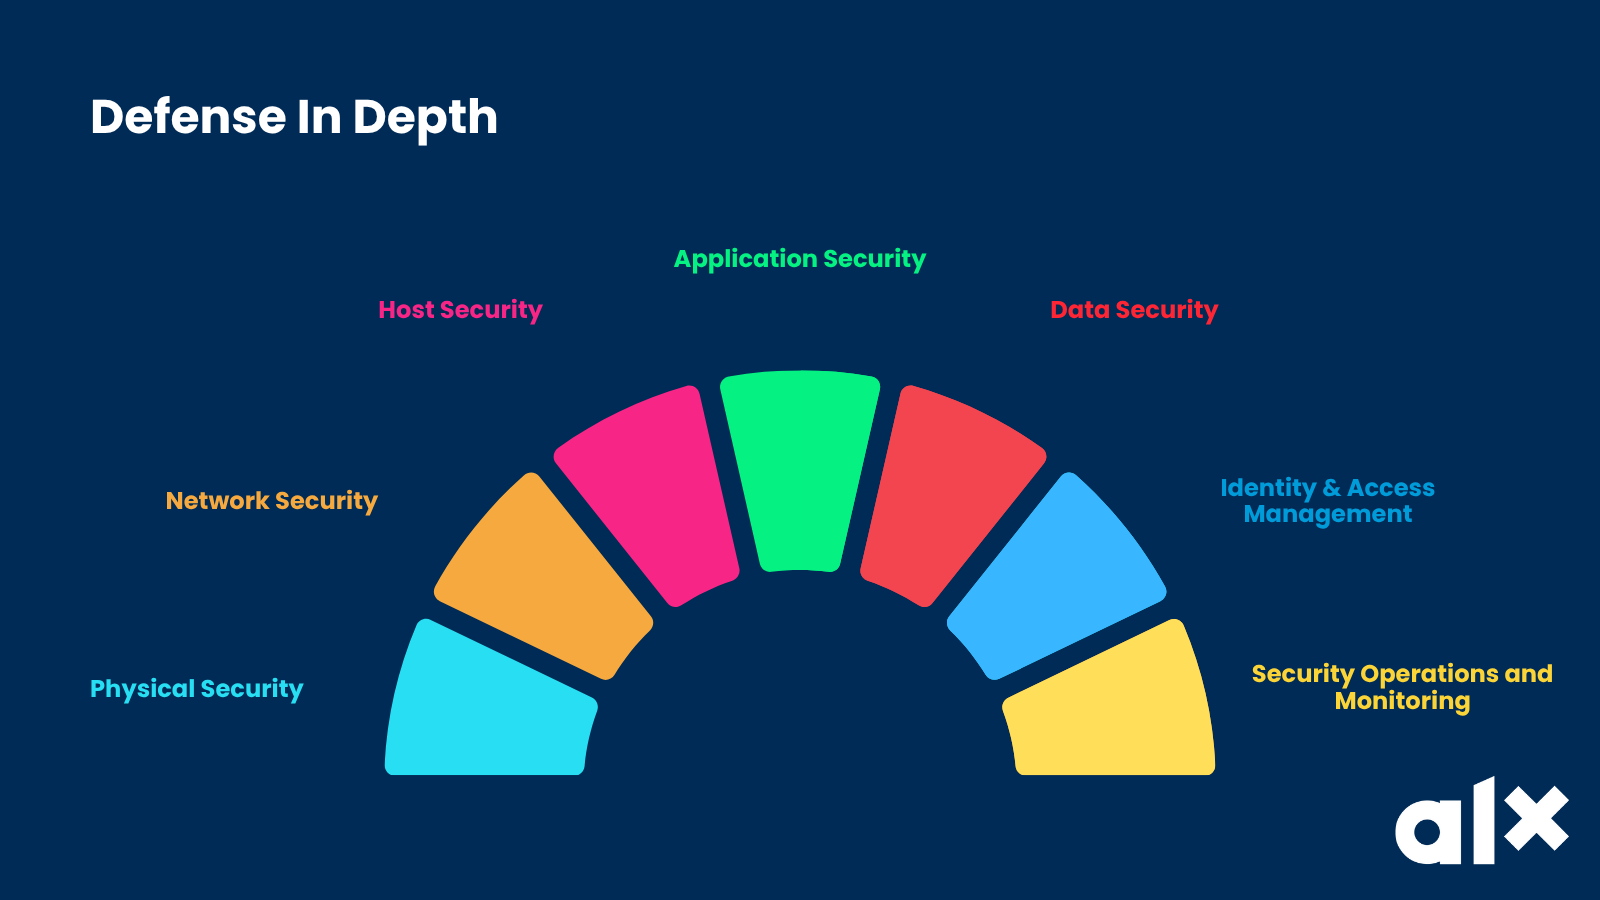 Defense In Depth
Application Security
Host Security
Data Security
Network Security
Identity & Access
Management
Physical Security
Security Operations and
Monitoring
alx